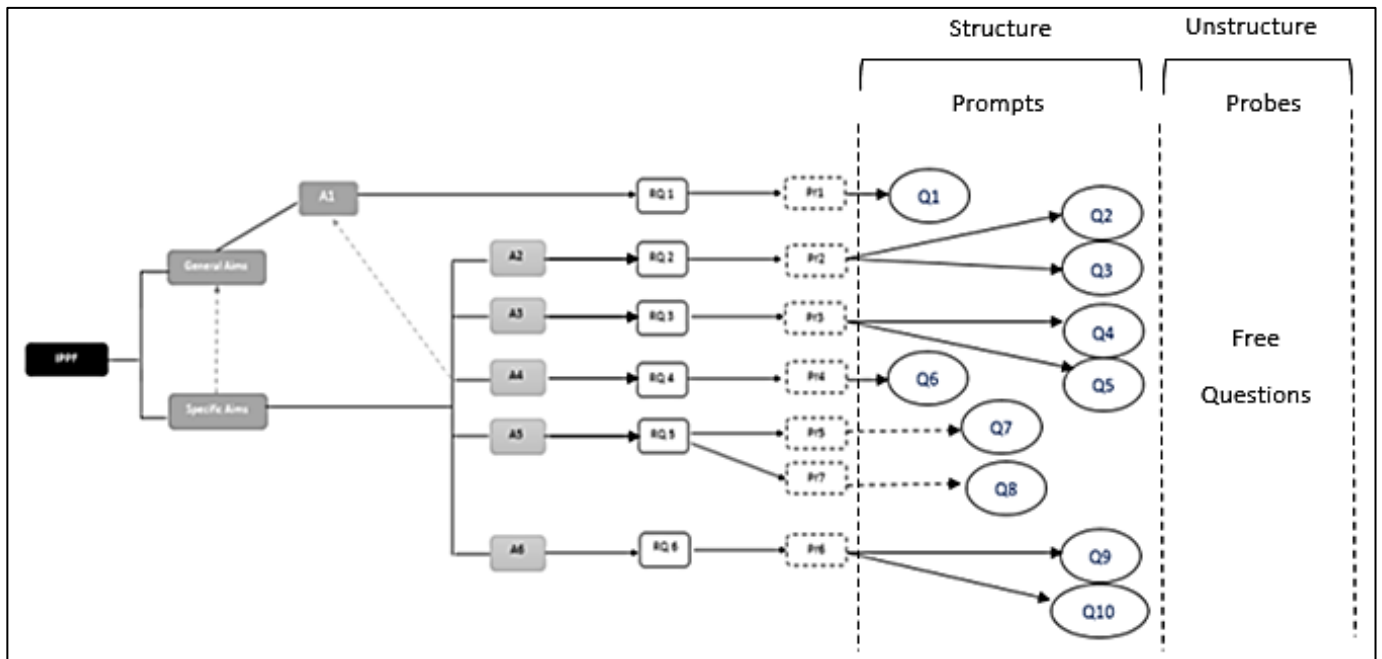 Structure
Unstructure
Prompts
Probes
A1
RQ 1
Pr1
Q1
Q2
General Aims
A2
RQ 2
Pr2
Q3
A3
RQ 3
Pr3
Q4
Free
IPPF
A4
RQ 4
Pr4
Q6
Q5
Questions
Specific Aims
A5
RQ 5
Pr5
Q7
Pr7
Q8
A6
RQ 6
Pr6
Q9
Q10